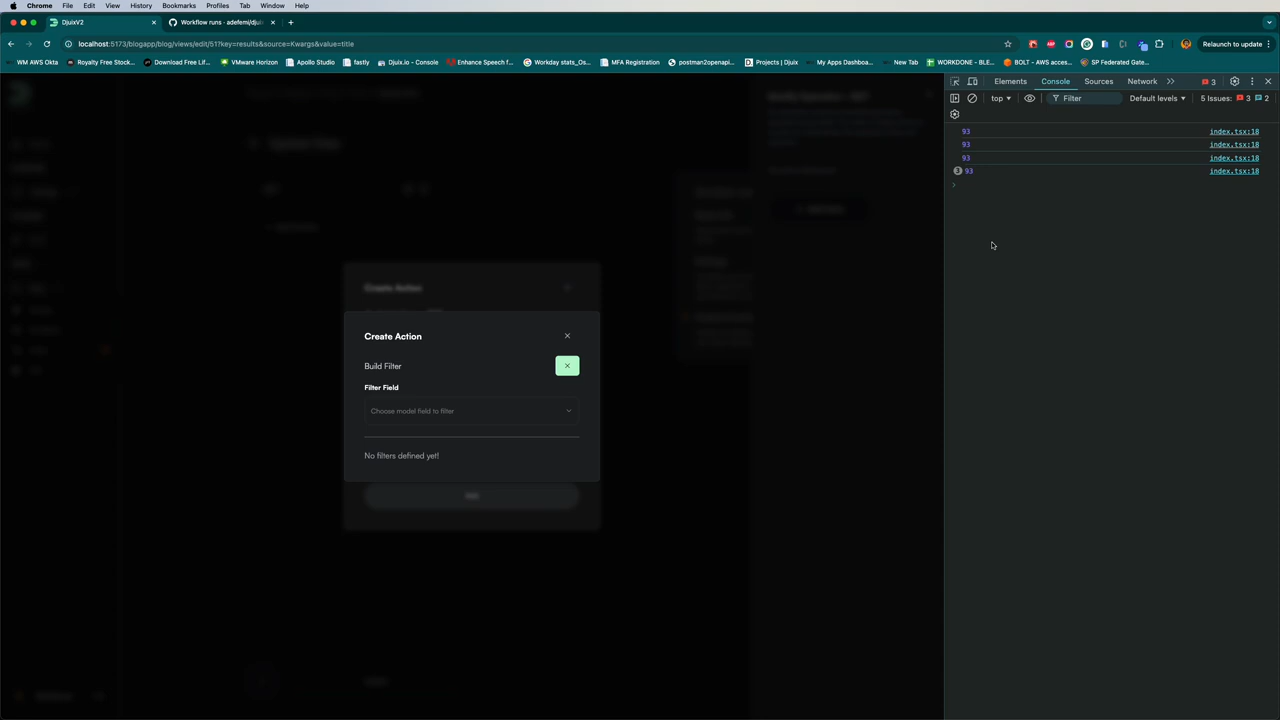 Chrome File Edit View History Bookmarks Profiles Tab Window Help
DjuixV2
Workflow runs - adefemi/djui
localhost:5173/blogapp/blog/views/edit/51?key=results&source=Kwargs&value=title
Relaunch to update
WM AWS Okta Royalty Free Stock... Download Free Lif... VMware Horizon Apollo Studio fastly Djuix.io - Console Enhance Speech f... Workday stats_Os... MFA Registration postman2openapi... Projects | Djuix My Apps Dashboa... New Tab WORKDONE - BLE... BOLT - AWS acces... SP Federated Gate...
Elements Console Sources Network 3
top Filter Default levels 5 Issues: 3 2
93 index.tsx:18
93 index.tsx:18
93 index.tsx:18
3 93 index.tsx:18
Create Action
Create Action
Build Filter
Filter Field
Choose model field to filter
No filters defined yet!